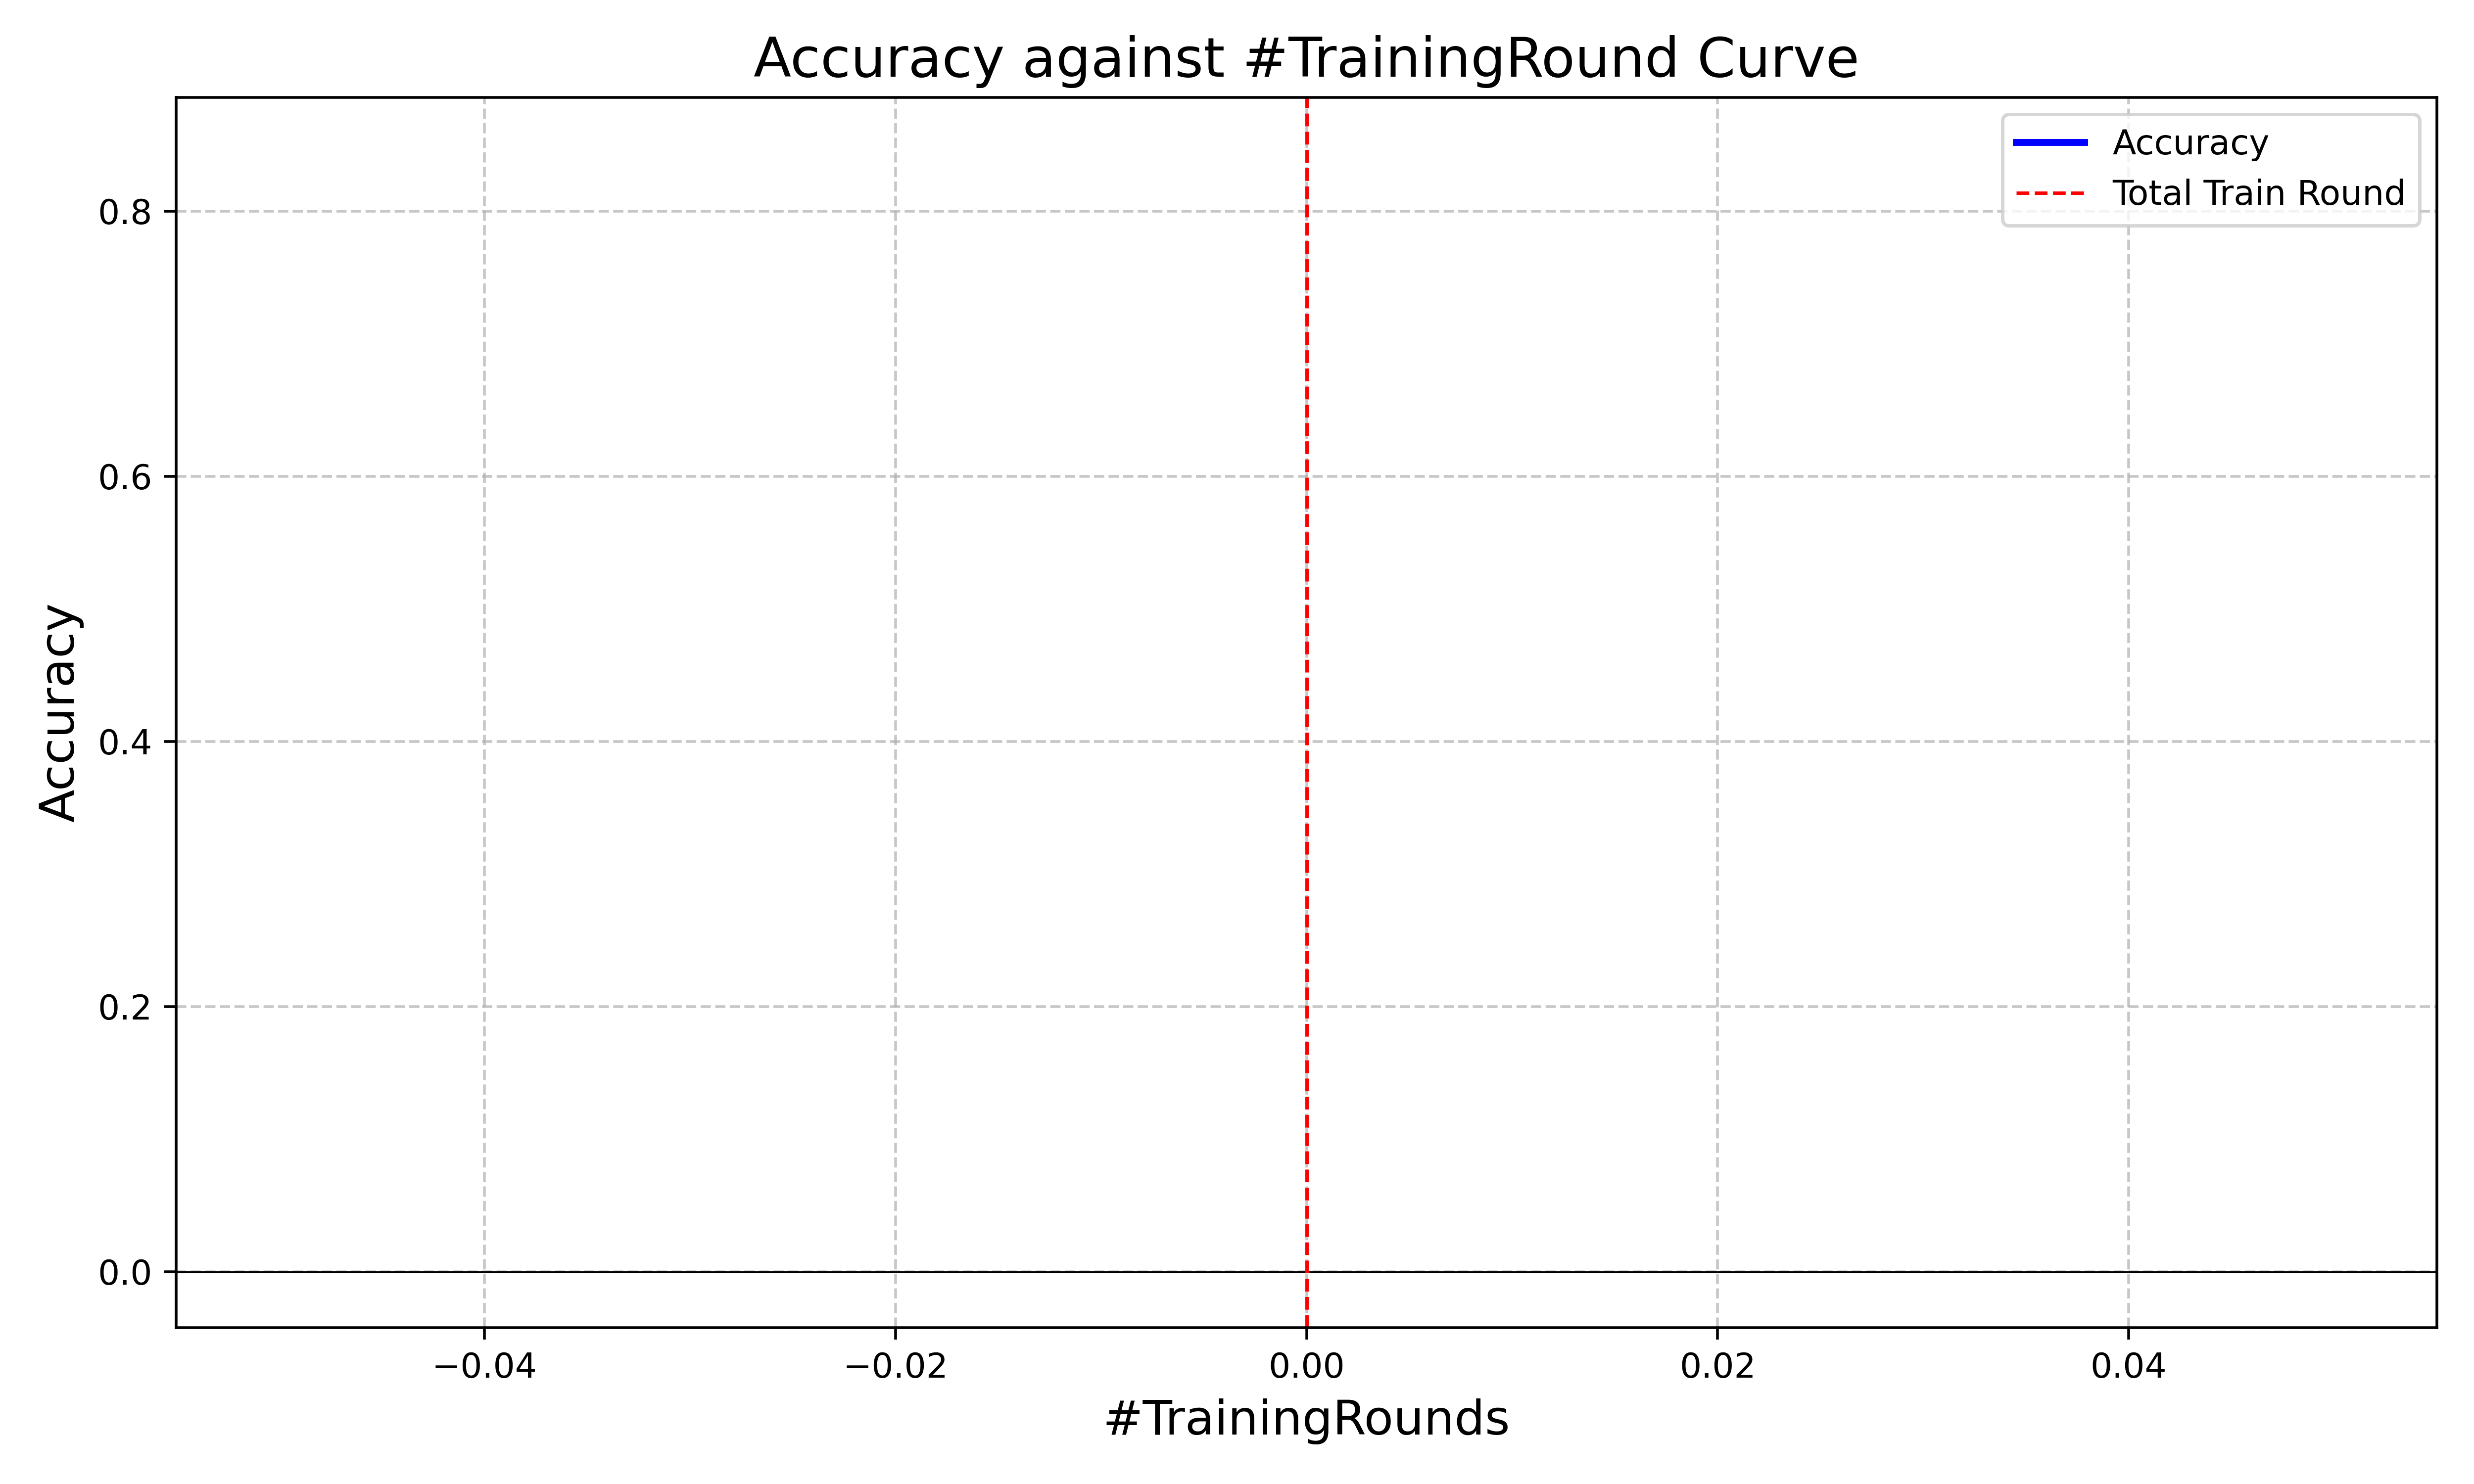 Accuracy against #TrainingRound Curve
Accuracy
Total Train Round
0.8
0.6
0.4
0.2
0.0
Accuracy
−0.04
−0.02
0.00
0.02
0.04
#TrainingRounds